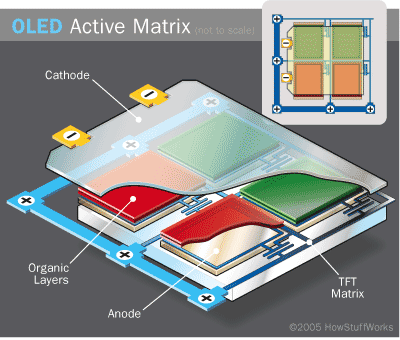 OLED Active Matrix (not to scale)
Cathode
Organic
Layers
Anode
TFT
Matrix
©2005 HowStuffWorks